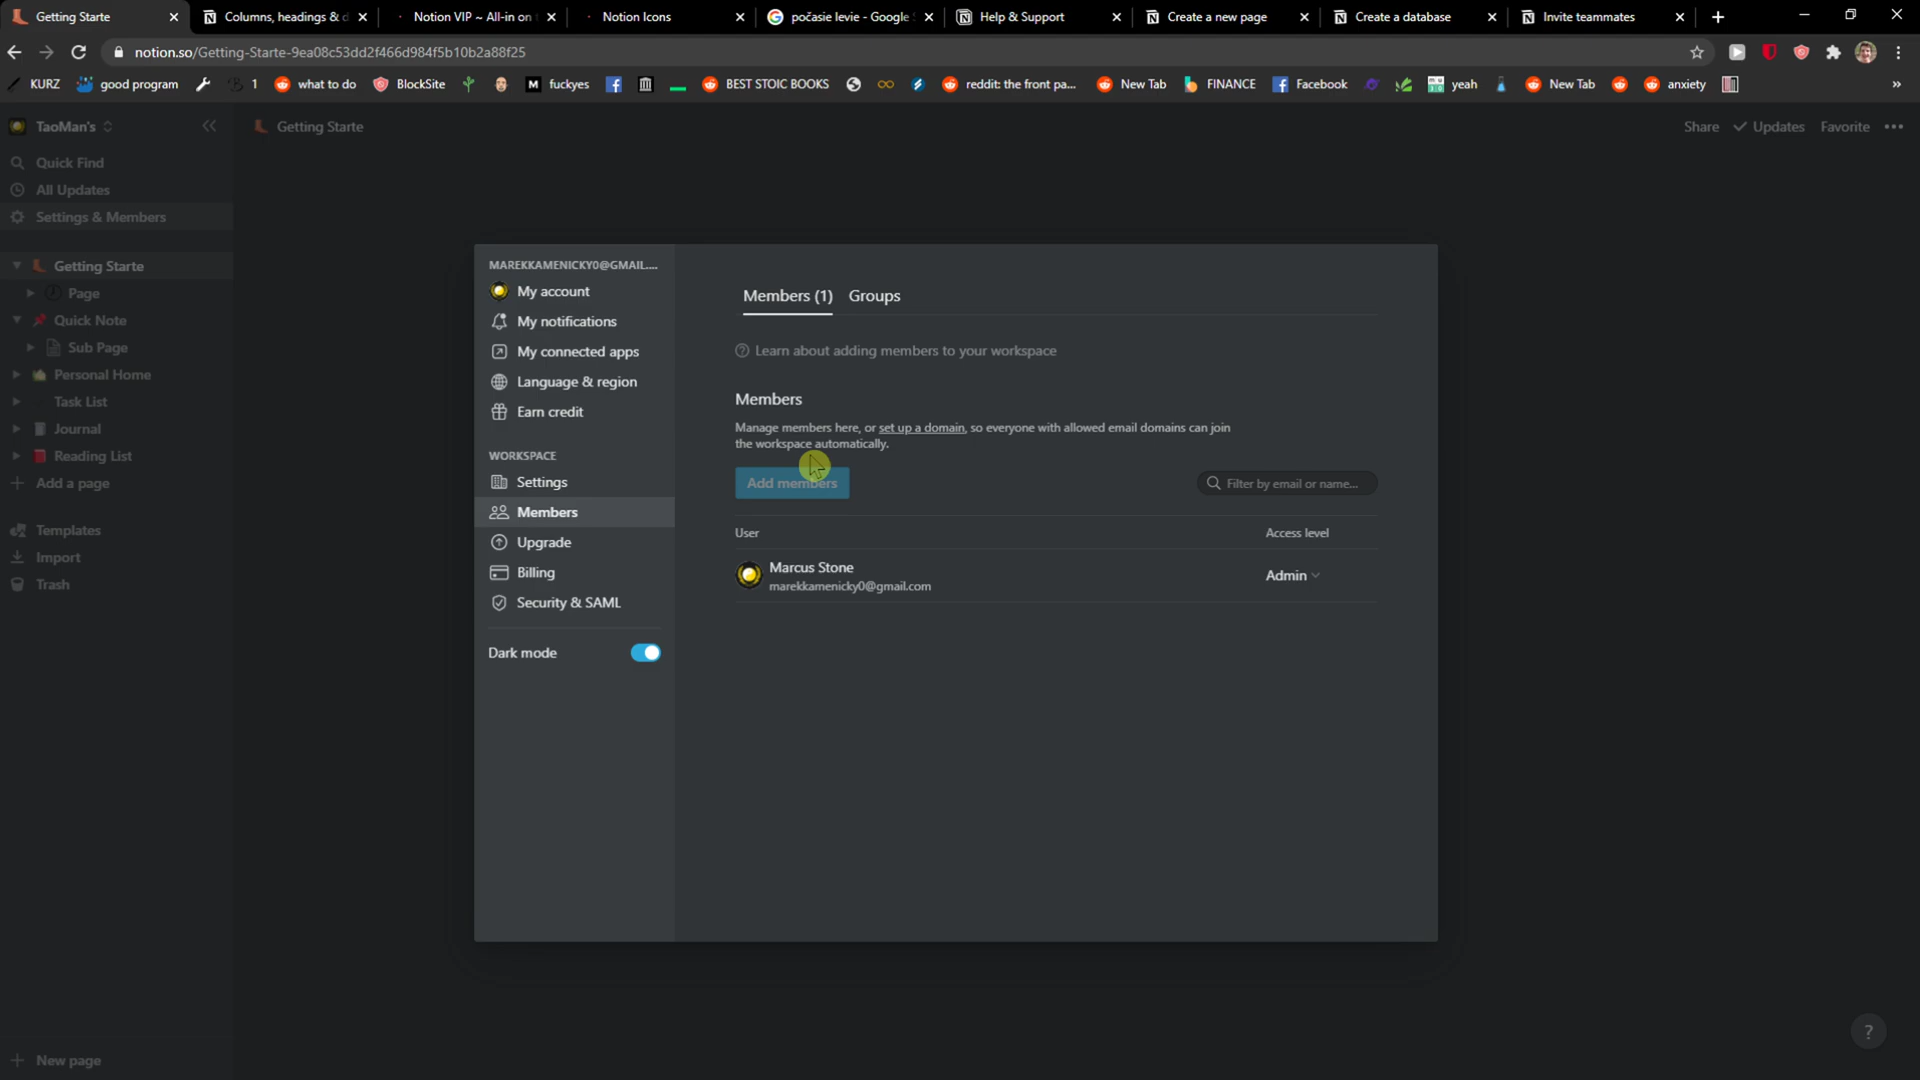 Getting Starte
Columns, headings & d
Notion VIP ~ All-in on
Notion Icons
počasie levie - Google S
Help & Support
Create a new page
Create a database
Invite teammates
notion.so/Getting-Starte-9ea08c53dd2f466d984f5b10b2a88f25
KURZ
good program
1
what to do
BlockSite
fuckyes
BEST STOIC BOOKS
reddit: the front pa...
New Tab
FINANCE
Facebook
yeah
New Tab
anxiety
»
TaoMan's
Getting Starte
Share
Updates
Favorite
Quick Find
All Updates
Settings & Members
Getting Starte
Page
Quick Note
Sub Page
Personal Home
Task List
Journal
Reading List
Add a page
Templates
Import
Trash
New page
MAREKKAMENICKY0@GMAIL....
My account
My notifications
My connected apps
Language & region
Earn credit
WORKSPACE
Settings
Members
Upgrade
Billing
Security & SAML
Dark mode
Members (1) Groups
Learn about adding members to your workspace
Members
Manage members here, or set up a domain, so everyone with allowed email domains can join
the workspace automatically.
Add members
Filter by email or name...
User
Access level
Marcus Stone
marekkamenicky0@gmail.com
Admin
?